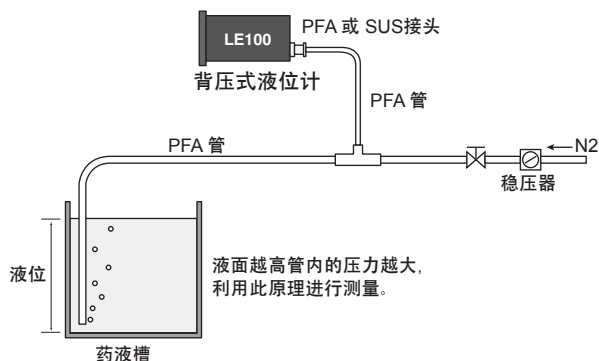 PFA 或 SUS接头
LE100
背压式液位计
PFA 管
PFA 管
N2
稳压器
液位
液面越高管内的压力越大,
利用此原理进行测量。
药液槽